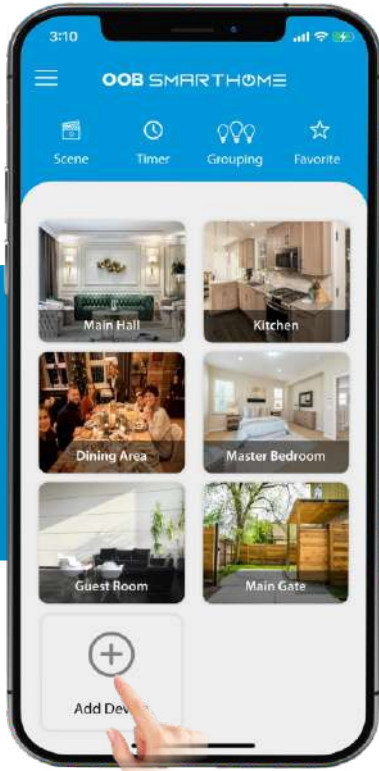 3:10
OOB SMARTHOME
Scene Timer Grouping Favorite
Main Hall Kitchen
Dining Area Master Bedroom
Guest Room Main Gate
Add